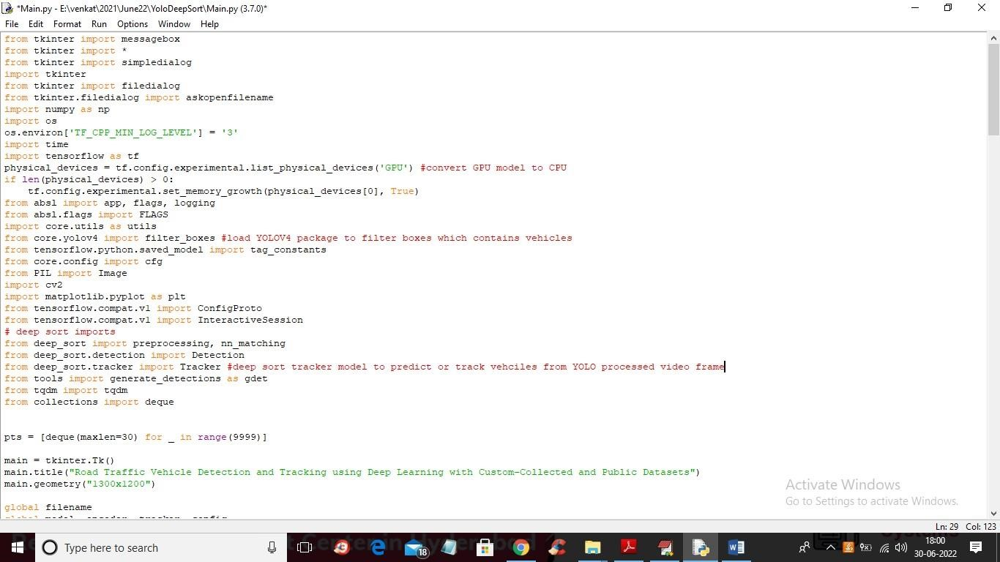 *Main.py - E:\venkat\2021\June22\YoloDeepSort\Main.py (3.7.0)*
File Edit Format Run Options Window Help
from tkinter import messagebox
from tkinter import *
from tkinter import simpledialog
import tkinter
from tkinter import filedialog
from tkinter.filedialog import askopenfilename
import numpy as np
import os
os.environ['TF_CPP_MIN_LOG_LEVEL'] = '3'
import time
import tensorflow as tf
physical_devices = tf.config.experimental.list_physical_devices('GPU') #convert GPU model to CPU
if len(physical_devices) > 0:
    tf.config.experimental.set_memory_growth(physical_devices[0], True)
from absl import app, flags, logging
from absl.flags import FLAGS
import core.utils as utils
from core.yolov4 import filter_boxes #load YOLOV4 package to filter boxes which contains vehicles
from tensorflow.python.saved_model import tag_constants
from core.config import cfg
from PIL import Image
import cv2
import matplotlib.pyplot as plt
from tensorflow.compat.v1 import ConfigProto
from tensorflow.compat.v1 import InteractiveSession
# deep sort imports
from deep_sort import preprocessing, nn_matching
from deep_sort.detection import Detection
from deep_sort.tracker import Tracker #deep sort tracker model to predict or track vehciles from YOLO processed video frame
from tools import generate_detections as gdet
from tqdm import tqdm
from collections import deque
pts = [deque(maxlen=30) for _ in range(9999)]
main = tkinter.Tk()
main.title("Road Traffic Vehicle Detection and Tracking using Deep Learning with Custom-Collected and Public Datasets")
main.geometry("1300x1200")
global filename
Activate Windows
Go to Settings to activate Windows.
Ln: 29 Col: 123
Type here to search
18
18:00
30-06-2022